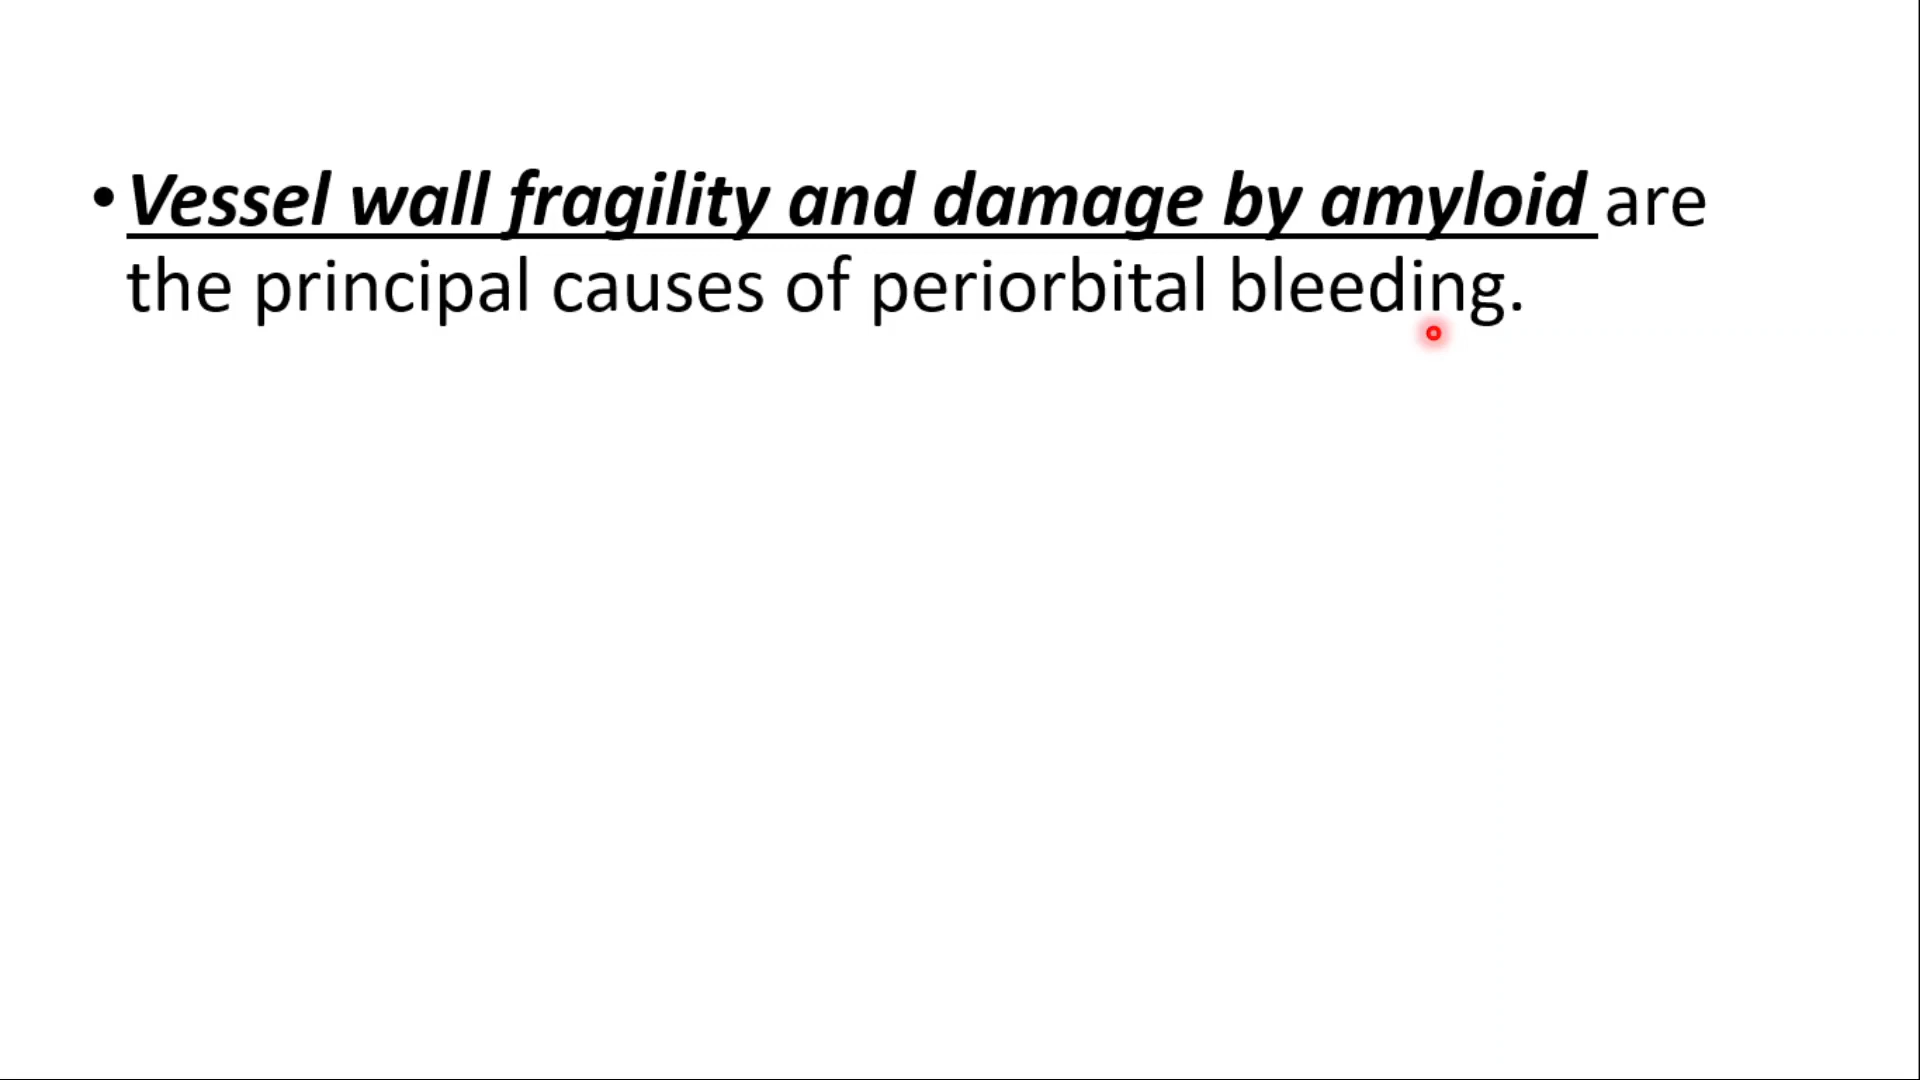 • Vessel wall fragility and damage by amyloid are
the principal causes of periorbital bleeding.